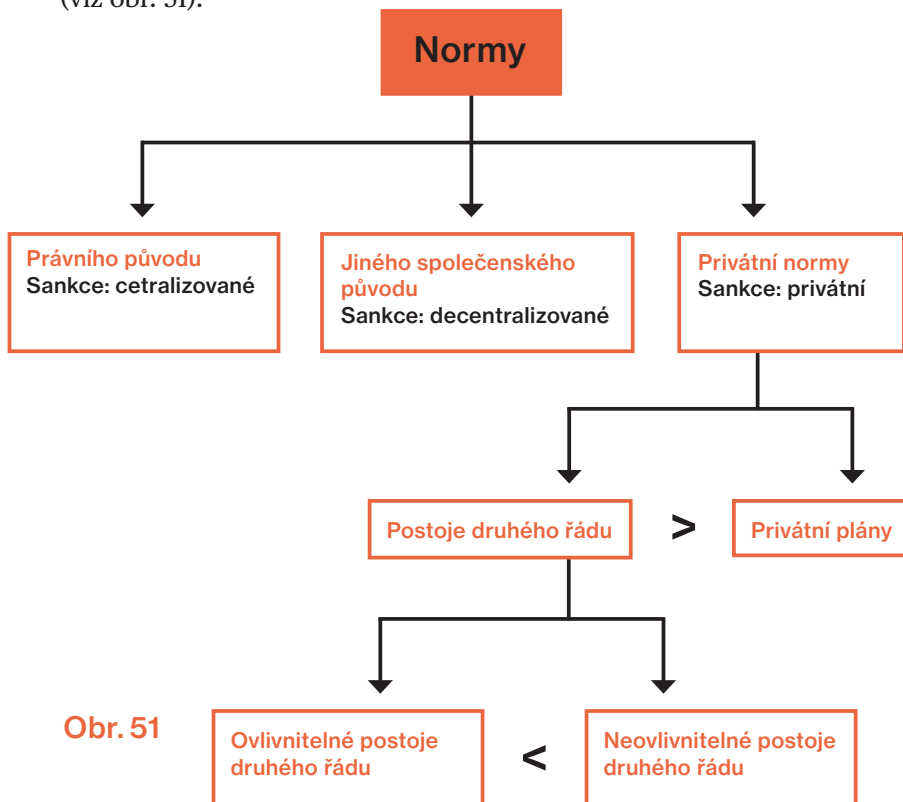 (viz obr. 51).
Normy
Právního původu
Sankce: cetralizované
Jiného společenského
původu
Sankce: decentralizované
Privátní normy
Sankce: privátní
Postoje druhého řádu
>
Privátní plány
Obr. 51
Ovlivnitelné postoje
druhého řádu
<
Neovlivnitelné postoje
druhého řádu